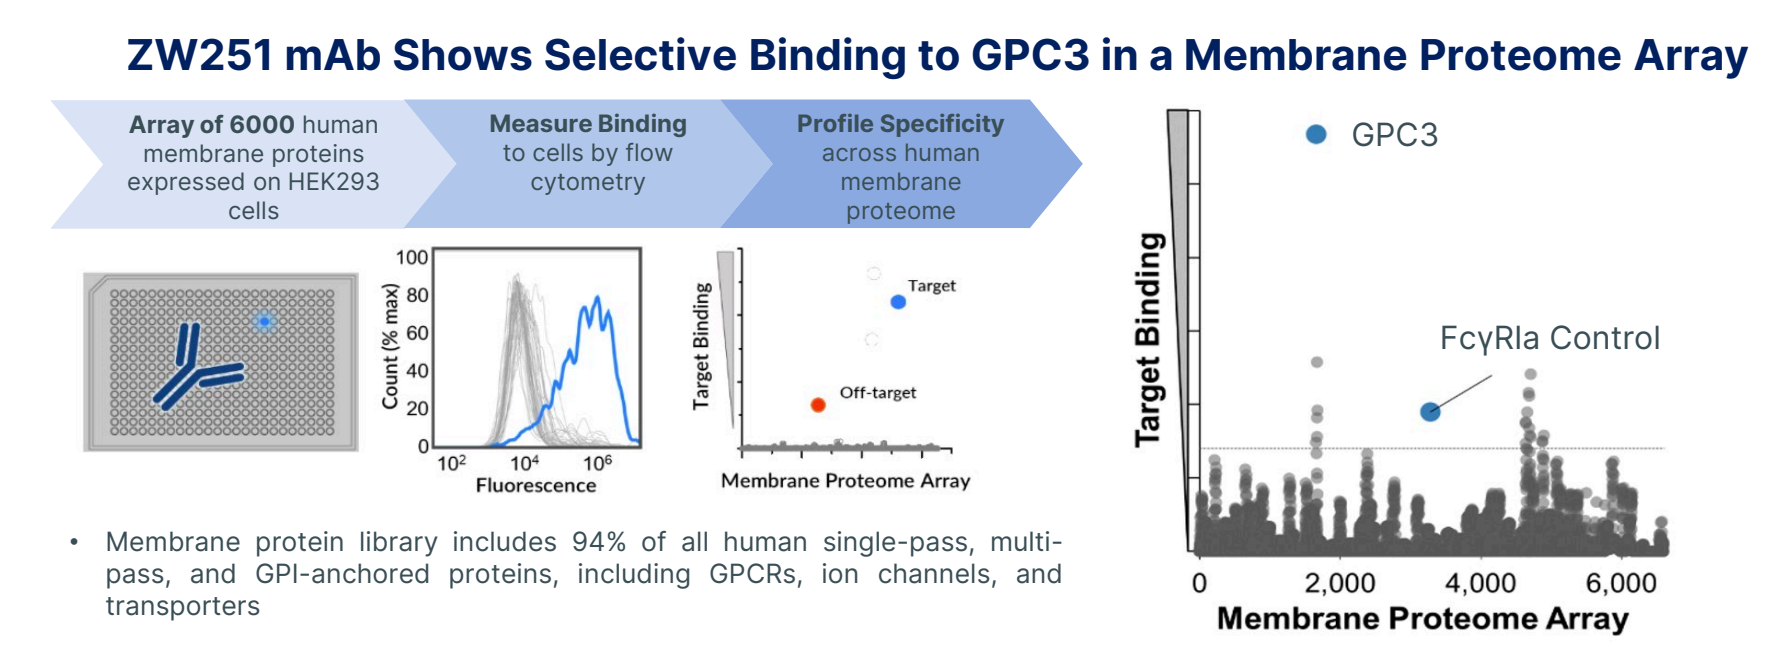 ZW251 mAb Shows Selective Binding to GPC3 in a Membrane Proteome Array
Array of 6000 human
membrane proteins
expressed on HEK293
cells
Measure Binding
to cells by flow
cytometry
Profile Specificity
across human
membrane
proteome
Count (% max)
100
80
60
40
20
0
10²
10⁴
10⁶
Fluorescence
Target Binding
Target
Off-target
Membrane Proteome Array
• Membrane protein library includes 94% of all human single-pass, multi-
pass, and GPI-anchored proteins, including GPCRs, ion channels, and
transporters
Target Binding
GPC3
FcγRIa Control
0
2,000
4,000
6,000
Membrane Proteome Array